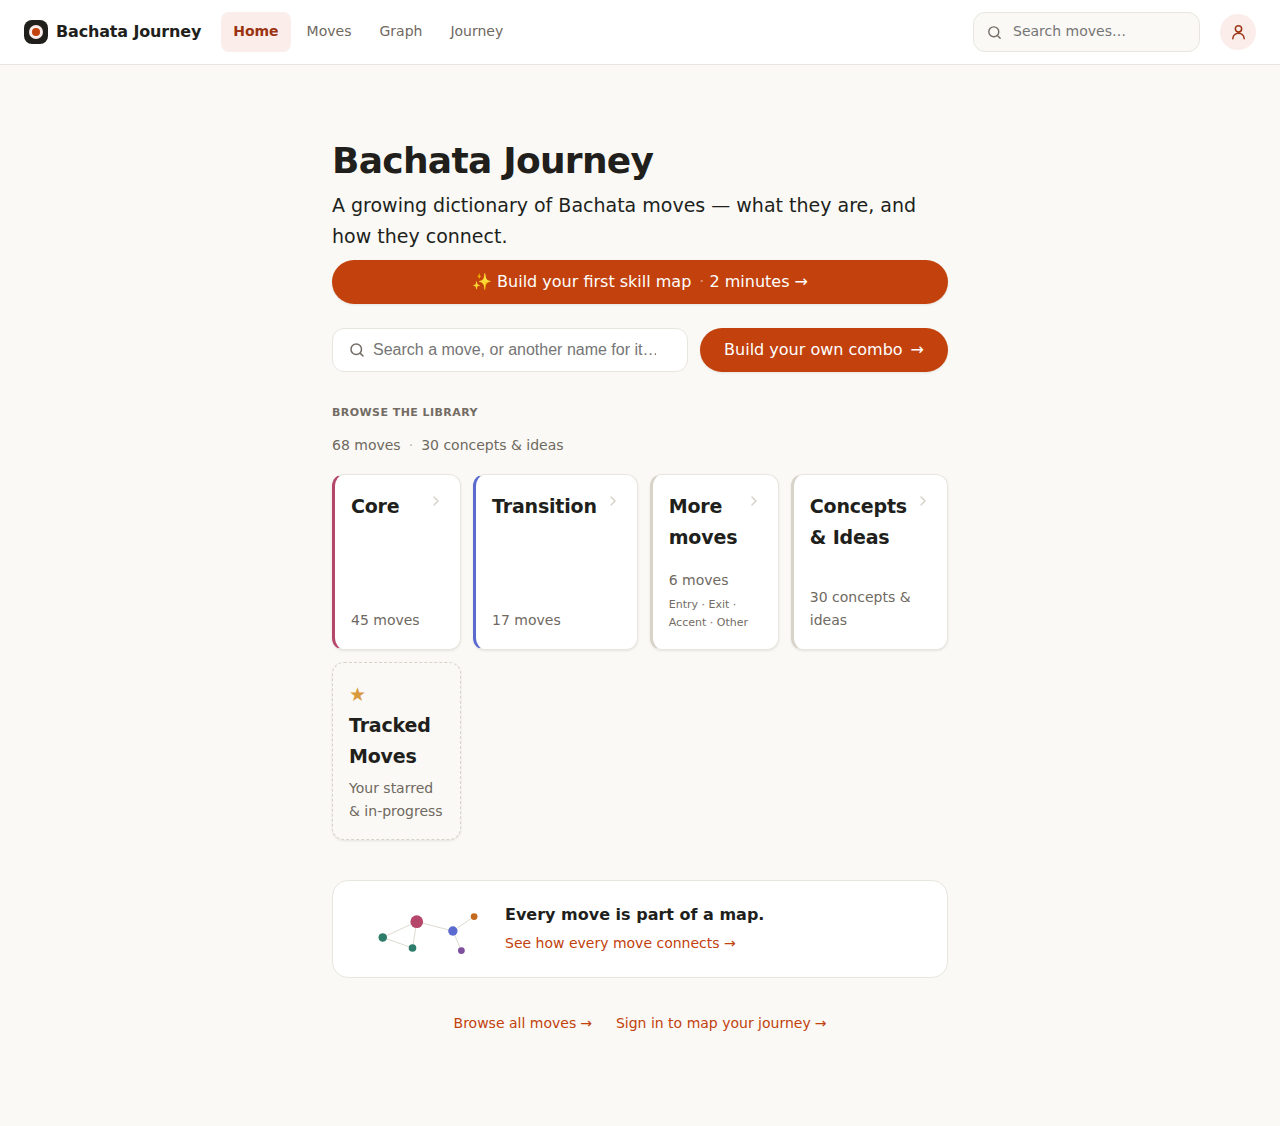 Bachata Journey
Home
Moves
Graph
Journey
Search moves...
Bachata Journey
A growing dictionary of Bachata moves — what they are, and
how they connect.
✨ Build your first skill map · 2 minutes →
Search a move, or another name for it…
Build your own combo →
BROWSE THE LIBRARY
68 moves · 30 concepts & ideas
Core
45 moves
Transition
17 moves
More
moves
6 moves
Entry · Exit ·
Accent · Other
Concepts
& Ideas
30 concepts &
ideas
★
Tracked
Moves
Your starred
& in-progress
Every move is part of a map.
See how every move connects →
Browse all moves →
Sign in to map your journey →